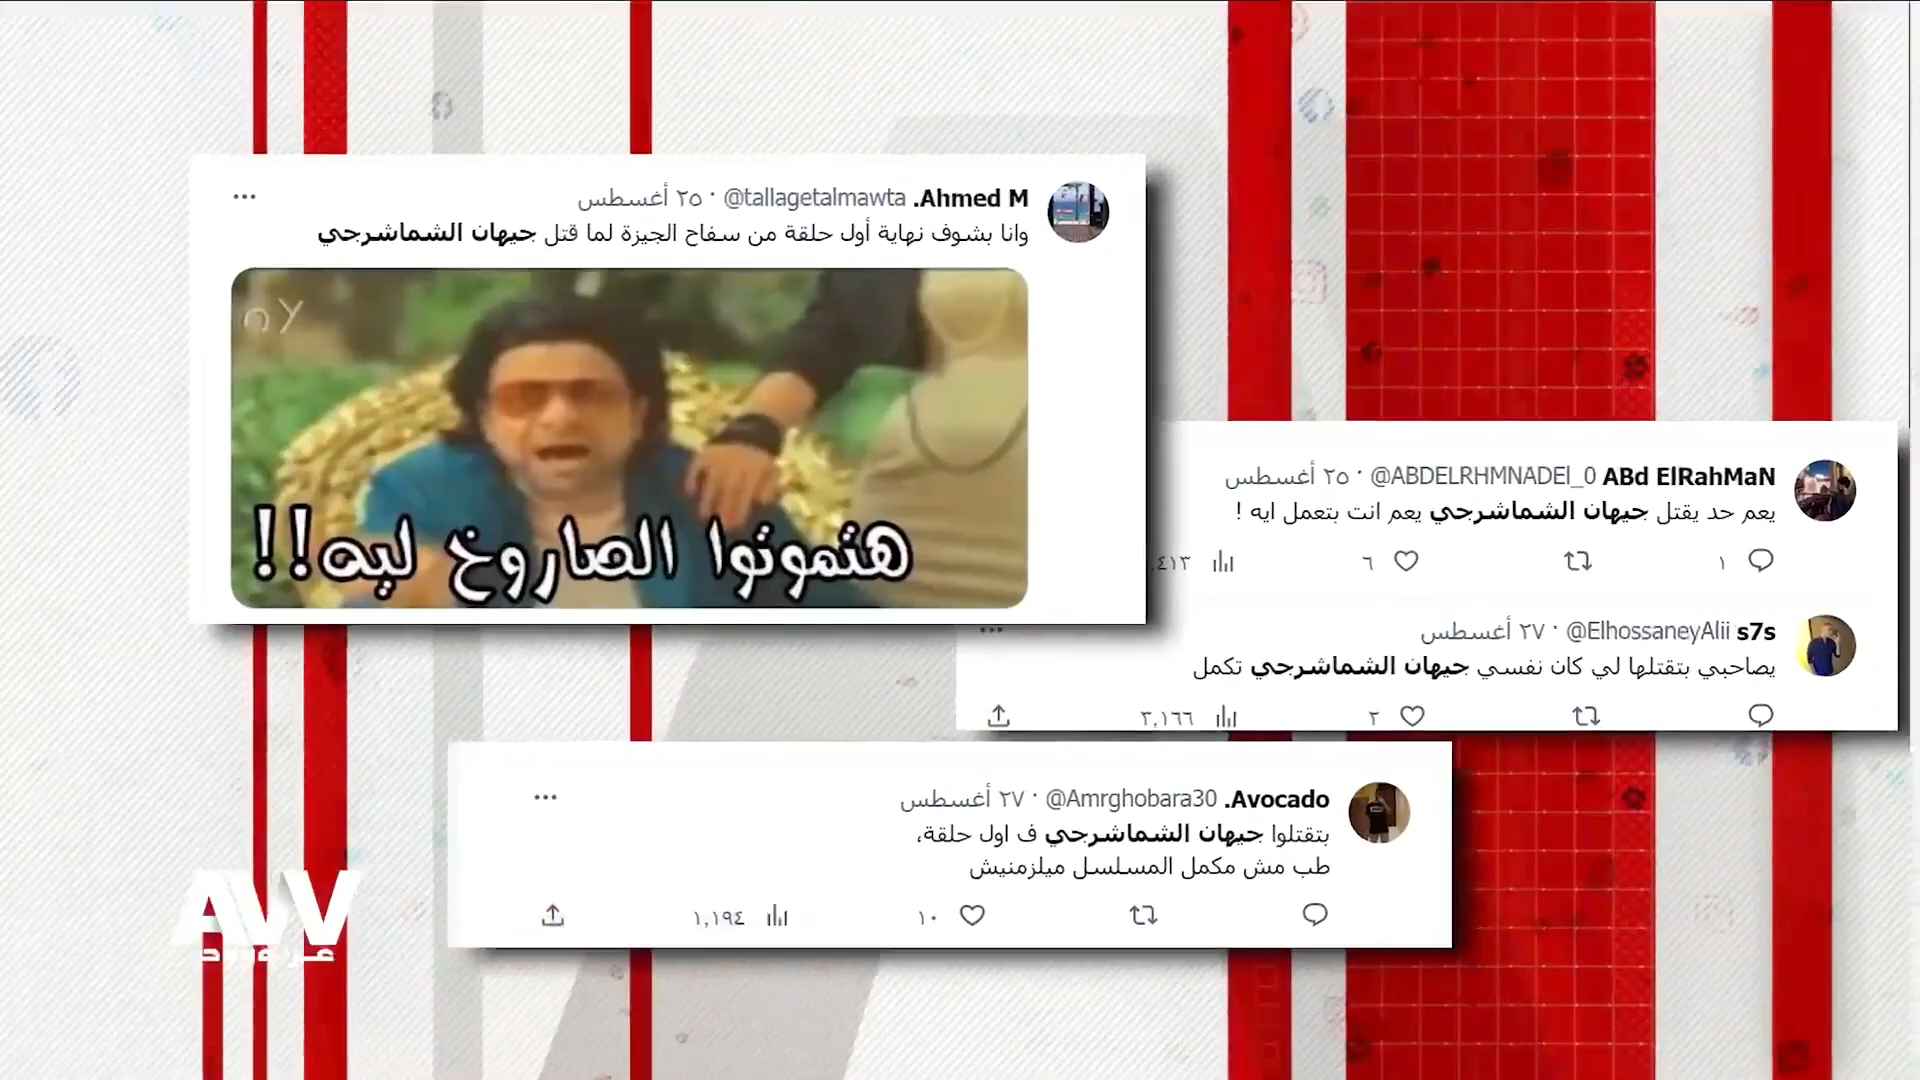 Ahmed M. @tallagetalmawta · ٢٥ أغسطس
وانا بشوف نهاية أول حلقة من سفاح الجيزة لما قتل جيهان الشماشرجي
هتموتوا الصاروخ ليه!!
ABd ElRahMaN @ABDELRHMNADEl_0 · ٢٥ أغسطس
يعم حد يقتل جيهان الشماشرجي يعم انت بتعمل ايه !
١ ٦ ٤١٣
s7s @ElhossaneyAlii · ٢٧ أغسطس
يصاحبي بتقتلها لي كان نفسي جيهان الشماشرجي تكمل
٢ ٣,١٦٦
Avocado. @Amrghobara30 · ٢٧ أغسطس
بتقتلوا جيهان الشماشرجي ف اول حلقة،
طب مش مكمل المسلسل ميلزمنيش
١٠ ١,١٩٤
AW
عرب وود